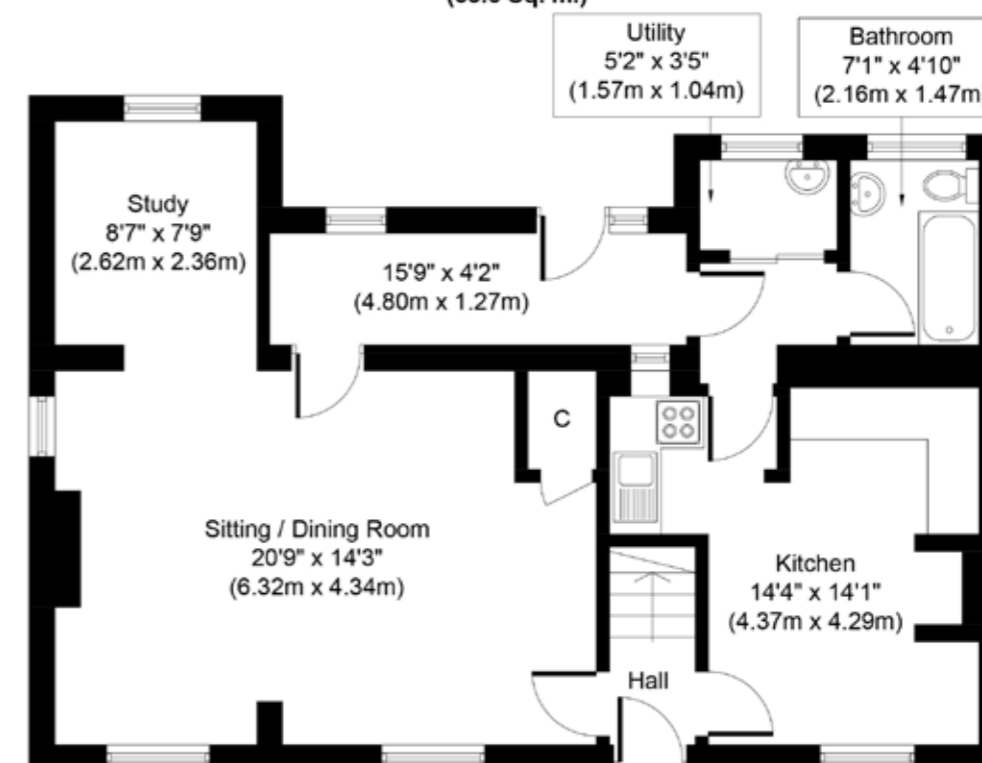 Utility
5'2" x 3'5"
(1.57m x 1.04m)
Bathroom
7'1" x 4'10"
(2.16m x 1.47m
Study
8'7" x 7'9"
(2.62m x 2.36m)
15'9" x 4'2"
(4.80m x 1.27m)
C
Sitting / Dining Room
20'9" x 14'3"
(6.32m x 4.34m)
Kitchen
14'4" x 14'1"
(4.37m x 4.29m)
Hall